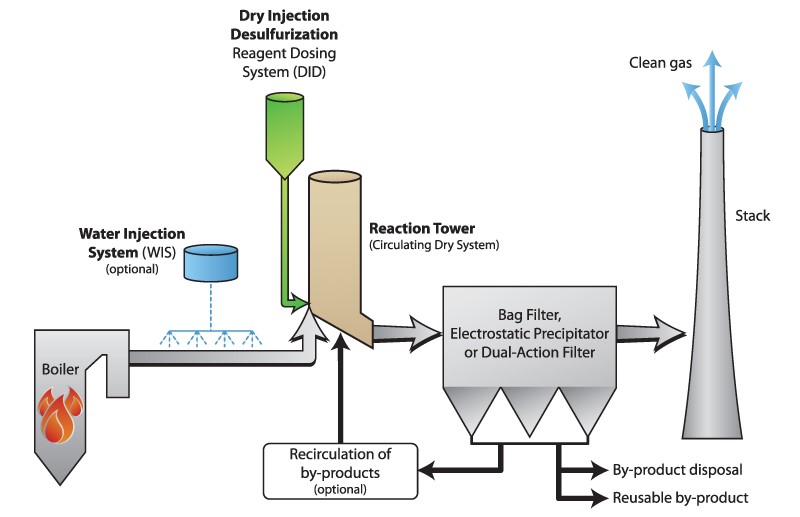 Dry Injection
Desulfurization
Reagent Dosing
System (DID)
Clean gas
Stack
Water Injection
System (WIS)
(optional)
Reaction Tower
(Circulating Dry System)
Bag Filter,
Electrostatic Precipitator
or Dual-Action Filter
Boiler
Recirculation of
by-products
(optional)
By-product disposal
Reusable by-product